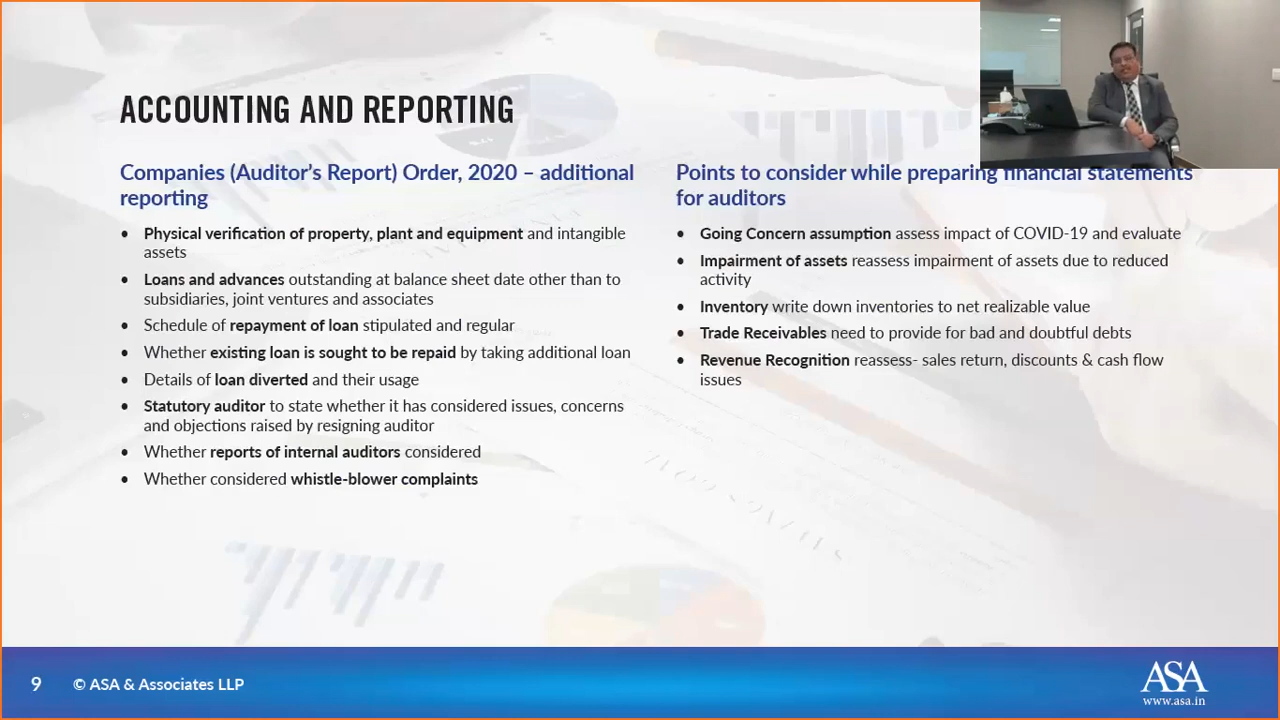 ACCOUNTING AND REPORTING
Companies (Auditor's Report) Order, 2020 – additional
reporting
• Physical verification of property, plant and equipment and intangible
assets
• Loans and advances outstanding at balance sheet date other than to
subsidiaries, joint ventures and associates
• Schedule of repayment of loan stipulated and regular
• Whether existing loan is sought to be repaid by taking additional loan
• Details of loan diverted and their usage
• Statutory auditor to state whether it has considered issues, concerns
and objections raised by resigning auditor
• Whether reports of internal auditors considered
• Whether considered whistle-blower complaints
Points to consider while preparing financial statements
for auditors
• Going Concern assumption assess impact of COVID-19 and evaluate
• Impairment of assets reassess impairment of assets due to reduced
activity
• Inventory write down inventories to net realizable value
• Trade Receivables need to provide for bad and doubtful debts
• Revenue Recognition reassess- sales return, discounts & cash flow
issues
9 © ASA & Associates LLP
ASA
www.asa.in